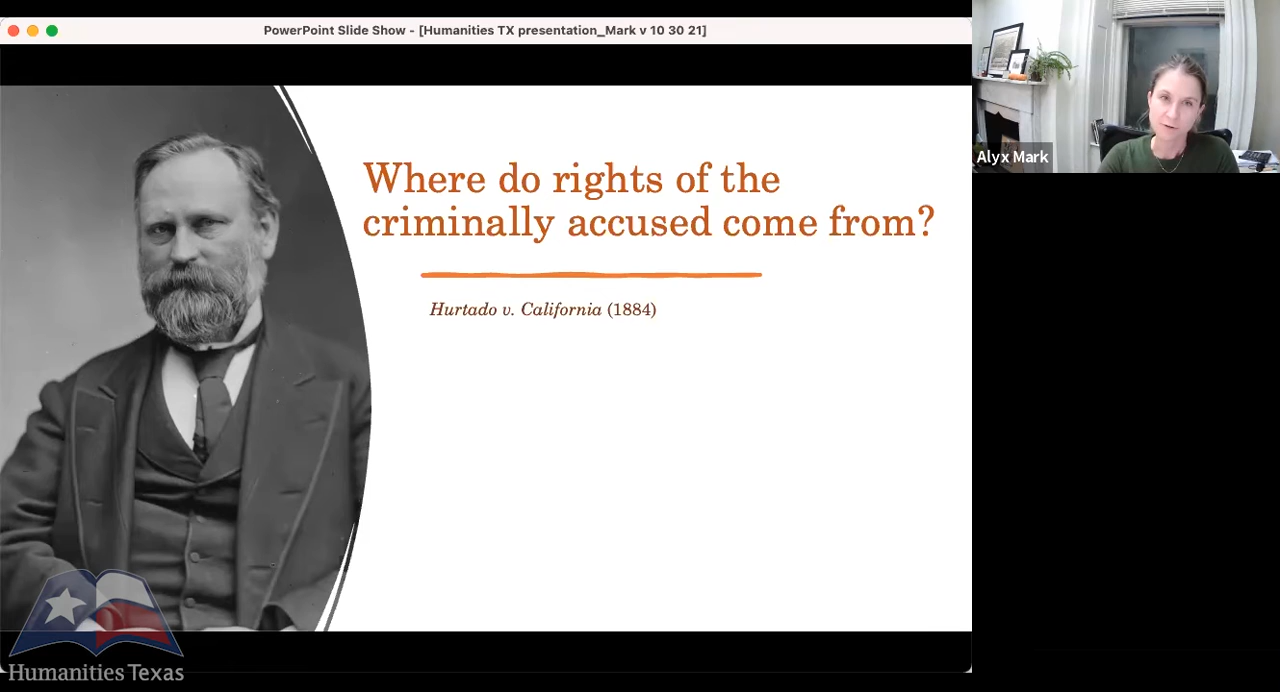 PowerPoint Slide Show - [Humanities TX presentation_Mark v 10 30 21]
Where do rights of the
criminally accused come from?
Hurtado v. California (1884)
Alyx Mark
Humanities Texas